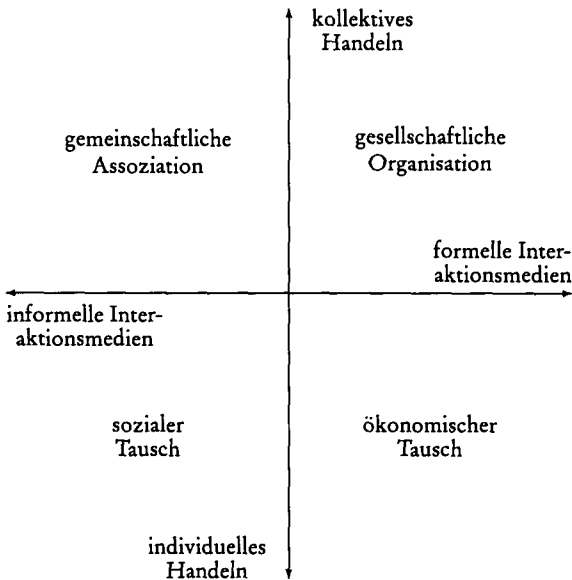 kollektives
Handeln
gemeinschaftliche
Assoziation
gesellschaftliche
Organisation
formelle Inter-
aktionsmedien
informelle Inter-
aktionsmedien
sozialer
Tausch
ökonomischer
Tausch
individuelles
Handeln